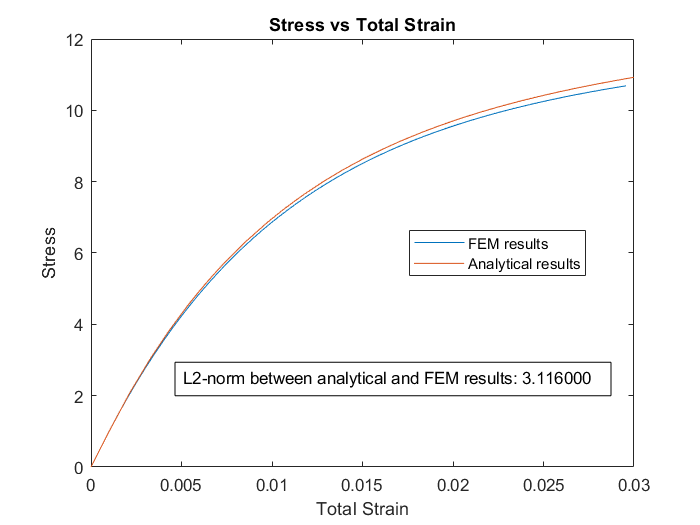 Stress vs Total Strain
12
10
8
6
4
2
0
Stress
FEM results
Analytical results
L2-norm between analytical and FEM results: 3.116000
0 0.005 0.01 0.015 0.02 0.025 0.03
Total Strain